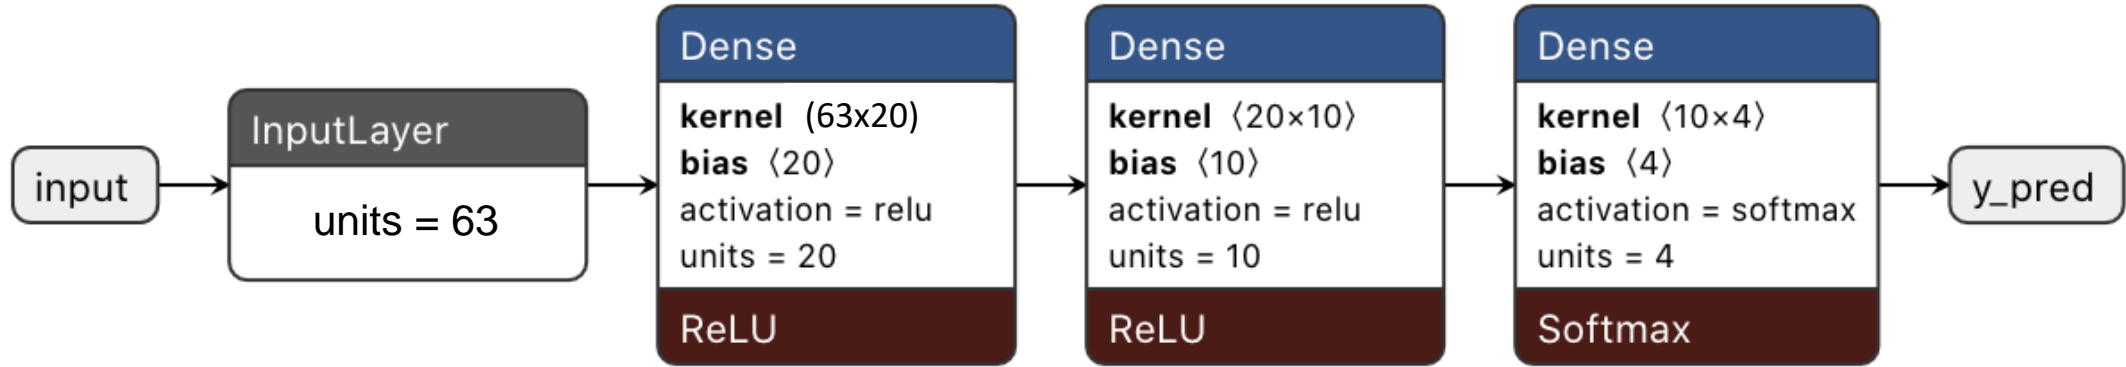 input
InputLayer
units = 63
Dense
kernel (63x20)
bias ⟨20⟩
activation = relu
units = 20
ReLU
Dense
kernel ⟨20×10⟩
bias ⟨10⟩
activation = relu
units = 10
ReLU
Dense
kernel ⟨10×4⟩
bias ⟨4⟩
activation = softmax
units = 4
Softmax
y_pred